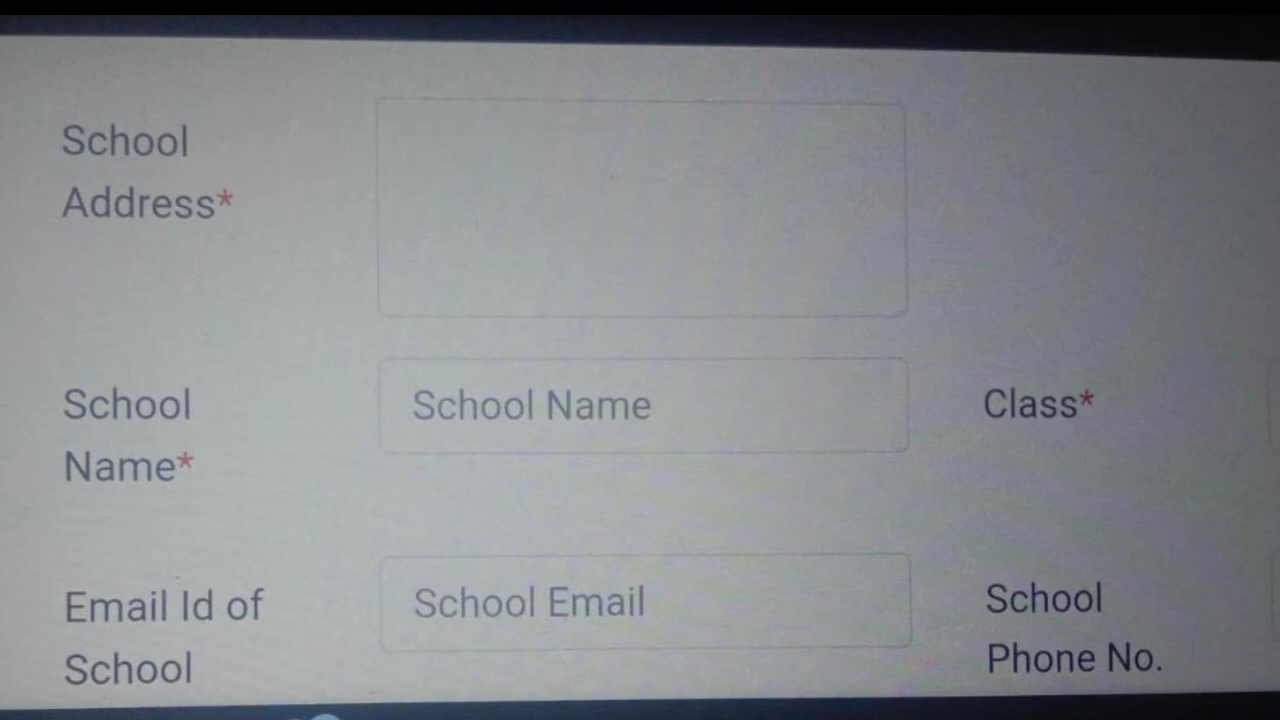 School
Address*
School
Name*
School Name
Class*
Email Id of
School
School Email
School
Phone No.